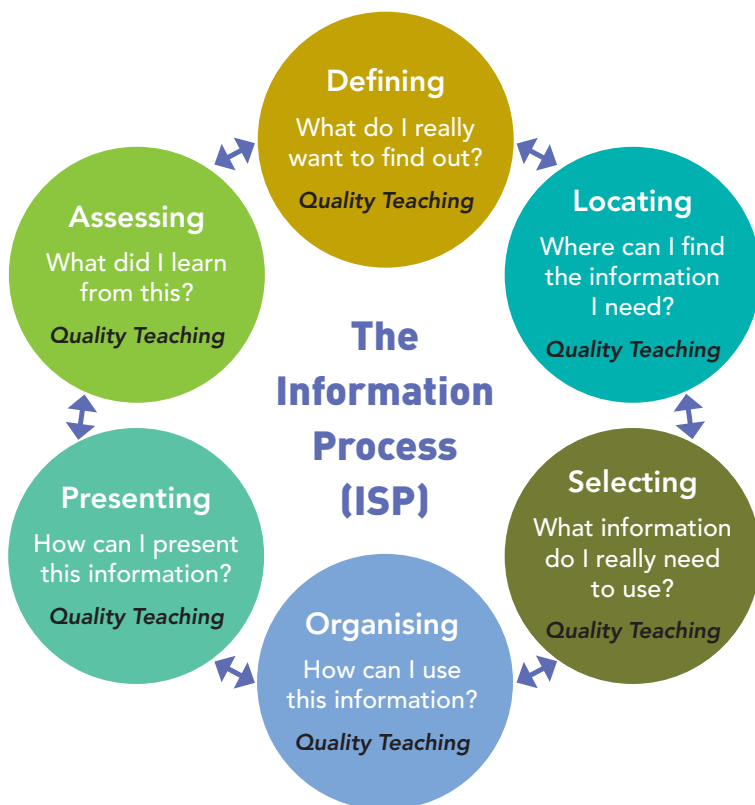 Defining
What do I really
want to find out?
Quality Teaching
Locating
Where can I find
the information
I need?
Quality Teaching
Selecting
What information
do I really need
to use?
Quality Teaching
Organising
How can I use
this information?
Quality Teaching
Presenting
How can I present
this information?
Quality Teaching
Assessing
What did I learn
from this?
Quality Teaching
The
Information
Process
(ISP)